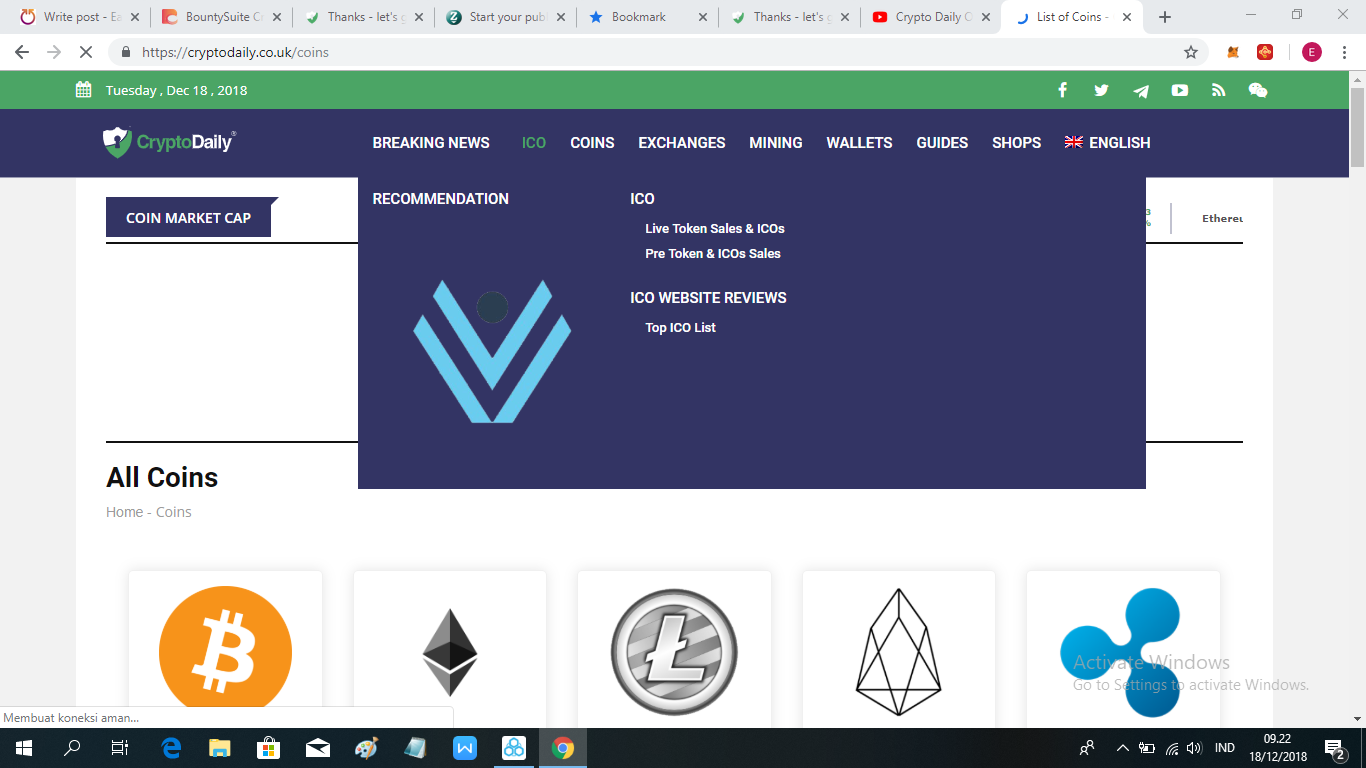 Write post - Ea
BountySuite C
Thanks - let's g
Start your pub
Bookmark
Thanks - let's g
Crypto Daily C
List of Coins -
https://cryptodaily.co.uk/coins
E
Tuesday , Dec 18 , 2018
CryptoDaily®
BREAKING NEWS
ICO
COINS
EXCHANGES
MINING
WALLETS
GUIDES
SHOPS
ENGLISH
RECOMMENDATION
ICO
Live Token Sales & ICOs
Pre Token & ICOs Sales
ICO WEBSITE REVIEWS
Top ICO List
COIN MARKET CAP
3
%
Ethereu
All Coins
Home - Coins
Activate Windows
Go to Settings to activate Windows.
Membuat koneksi aman...
IND
09.22
18/12/2018
2